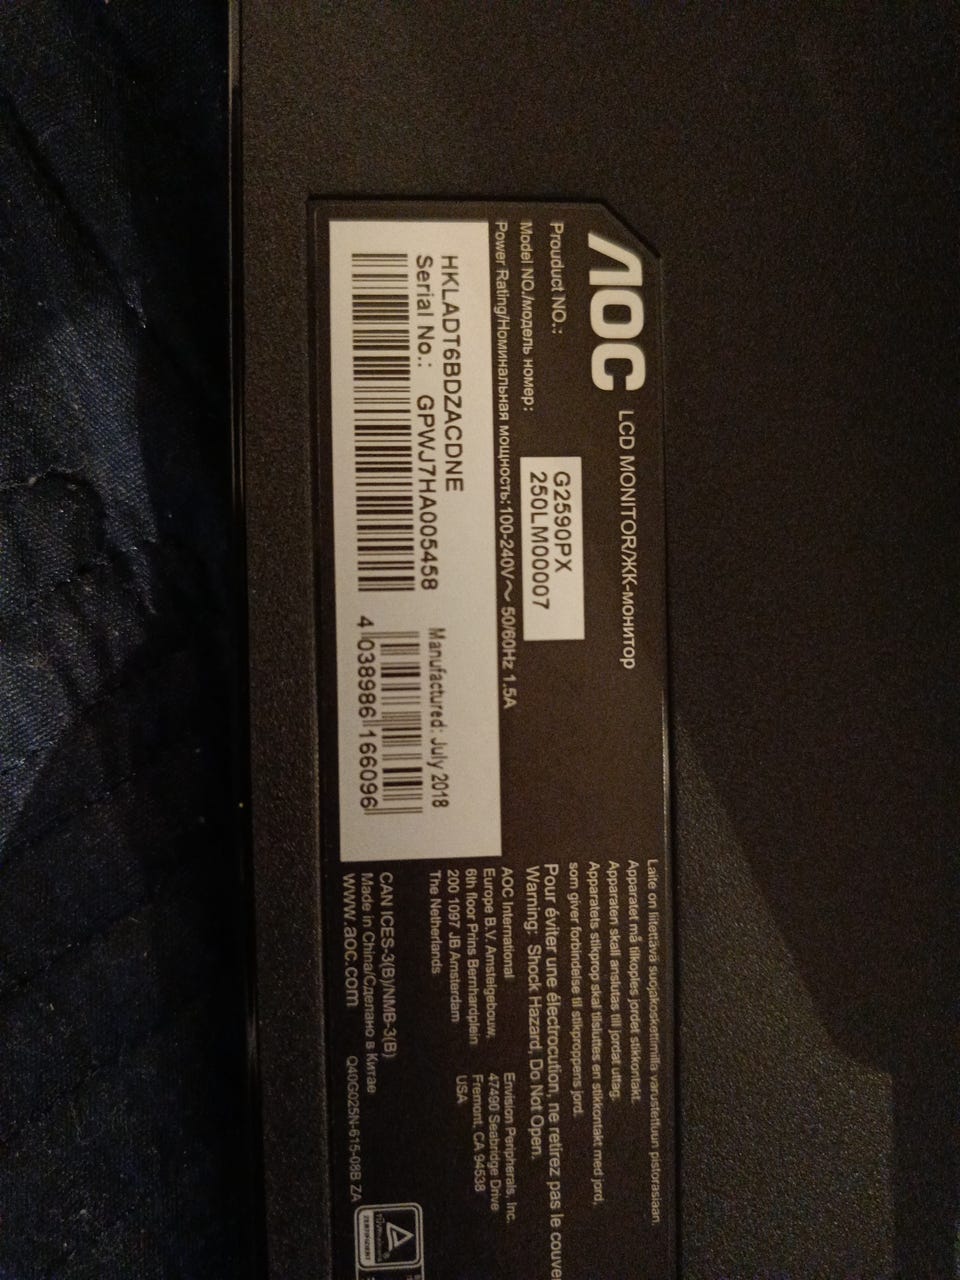 AOC LCD MONITOR/ЖК-монитор
Prouduct NO.: G2590PX
Model NO./модель номер: 250LM00007
Power Rating/Номинальная мощность:100-240V～ 50/60Hz 1.5A
HKLADT6BDZACDNE
Serial No.: GPWJ7HA005458
Manufactured: July 2018
4 038986 166096
Laite on liitettävä suojakoskettimilla varustettuun pistorasiaan.
Apparatet må tilkoples jordet stikkontakt.
Apparaten skall anslutas till jordat uttag.
Apparatets stikprop skal tilsluttes en stikkontakt med jord,
som giver forbindelse til stikproppens jord.
Pour éviter une électrocution, ne retirez pas le couver
Warning: Shock Hazard, Do Not Open.
AOC International
Europe B.V. Amstelgebouw,
6th floor Prins Bernhardplein
200 1097 JB Amsterdam
The Netherlands
Envision Peripherals, Inc.
47490 Seabridge Drive
Fremont, CA 94538
USA
CAN ICES-3(B)/NMB-3(B)
Made in China/Сделано в Китае
www.aoc.com
Q40G025N-615-08B ZA